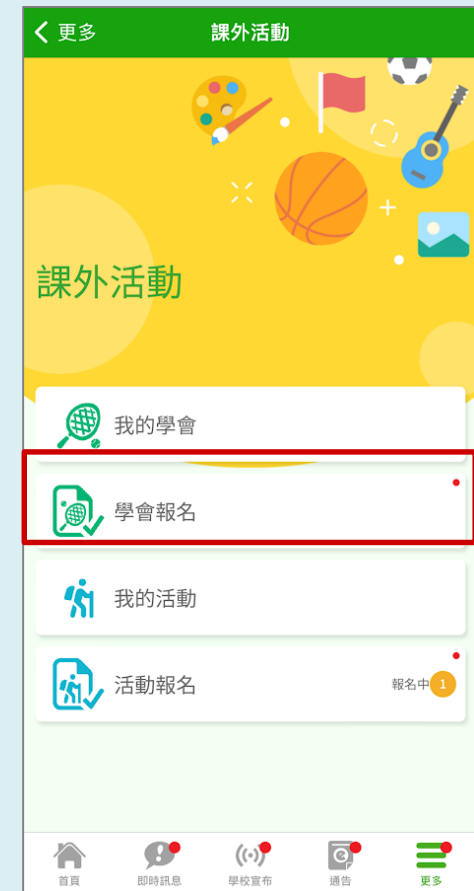 更多
課外活動
課外活動
我的學會
學會報名
我的活動
活動報名
報名中 1
首頁
即時訊息
學校宣布
通告
更多